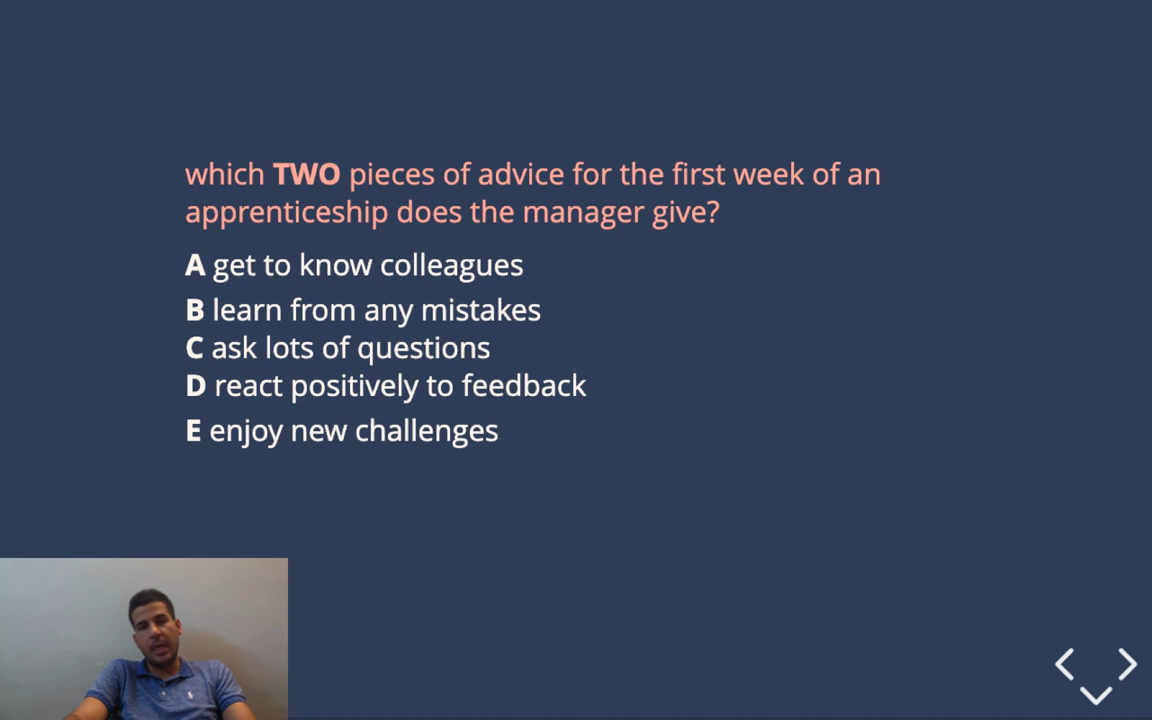 which TWO pieces of advice for the first week of an
apprenticeship does the manager give?
A get to know colleagues
B learn from any mistakes
C ask lots of questions
D react positively to feedback
E enjoy new challenges